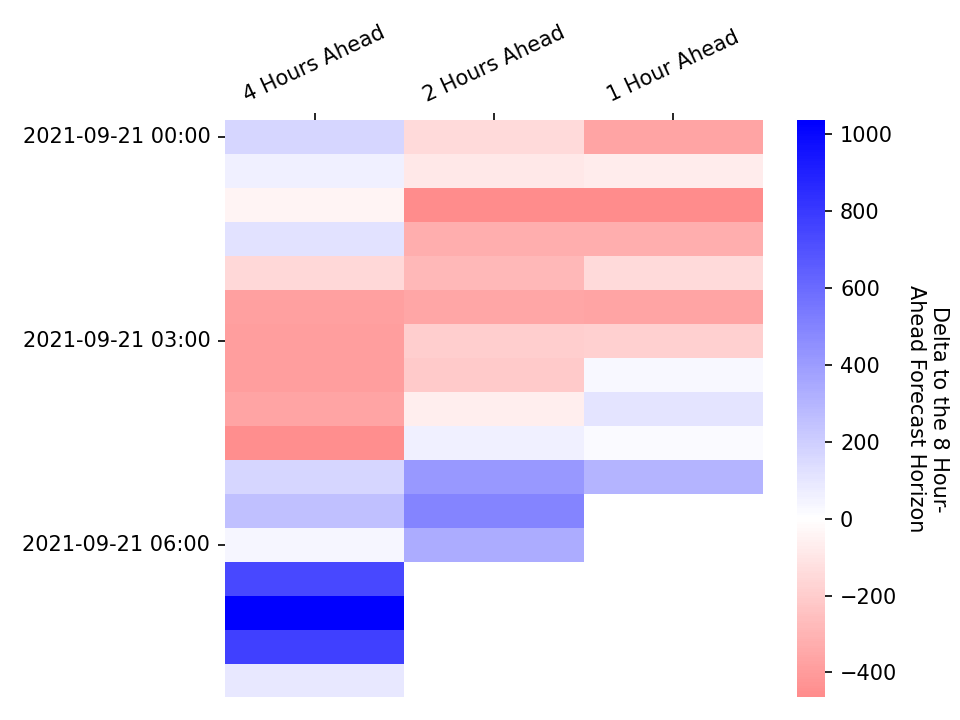 4 Hours Ahead
2 Hours Ahead
1 Hour Ahead
2021-09-21 00:00
2021-09-21 03:00
2021-09-21 06:00
1000
800
600
400
200
0
−200
−400
Delta to the 8 Hour-
Ahead Forecast Horizon